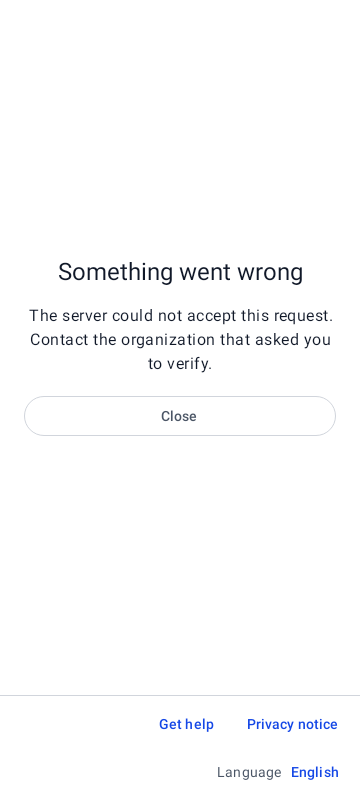 Something went wrong
The server could not accept this request.
Contact the organization that asked you
to verify.
Close
Get help
Privacy notice
Language English